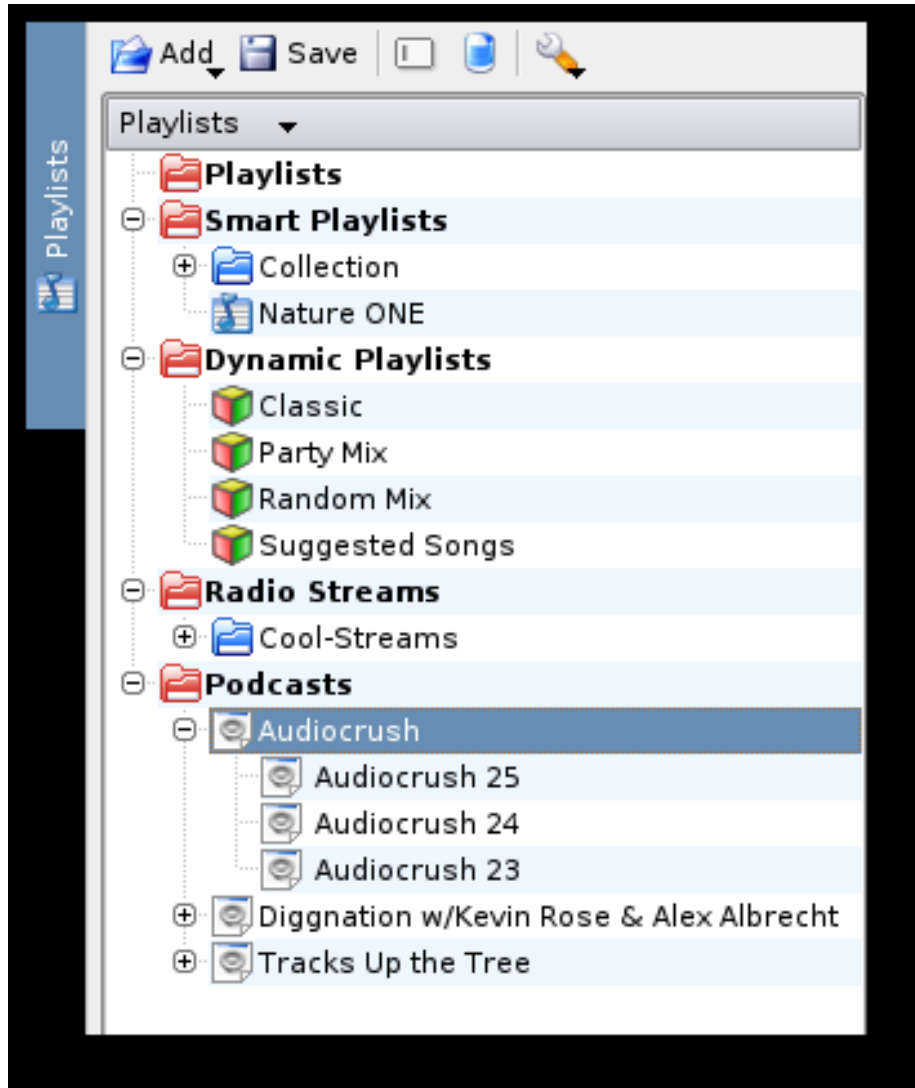 Add Save
Playlists
Playlists
Playlists
Smart Playlists
Collection
Nature ONE
Dynamic Playlists
Classic
Party Mix
Random Mix
Suggested Songs
Radio Streams
Cool-Streams
Podcasts
Audiocrush
Audiocrush 25
Audiocrush 24
Audiocrush 23
Diggnation w/Kevin Rose & Alex Albrecht
Tracks Up the Tree